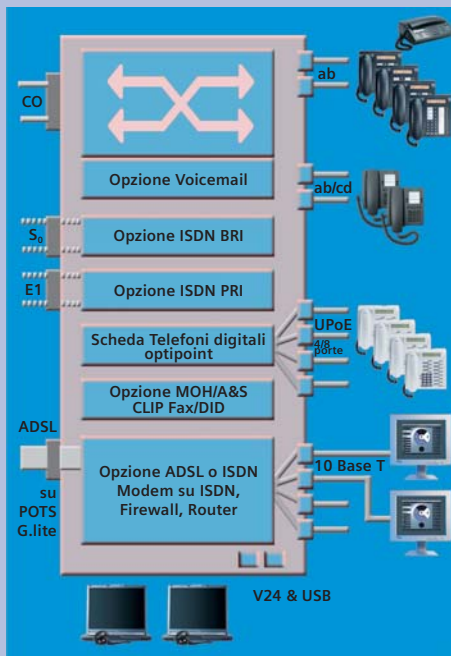 CO
ab
Opzione Voicemail
ab/cd
S0
Opzione ISDN BRI
E1
Opzione ISDN PRI
Scheda Telefoni digitali
optipoint
UPoE
4/8
porte
Opzione MOH/A&S
CLIP Fax/DID
ADSL
su
POTS
G.lite
Opzione ADSL o ISDN
Modem su ISDN,
Firewall, Router
10 Base T
V24 & USB